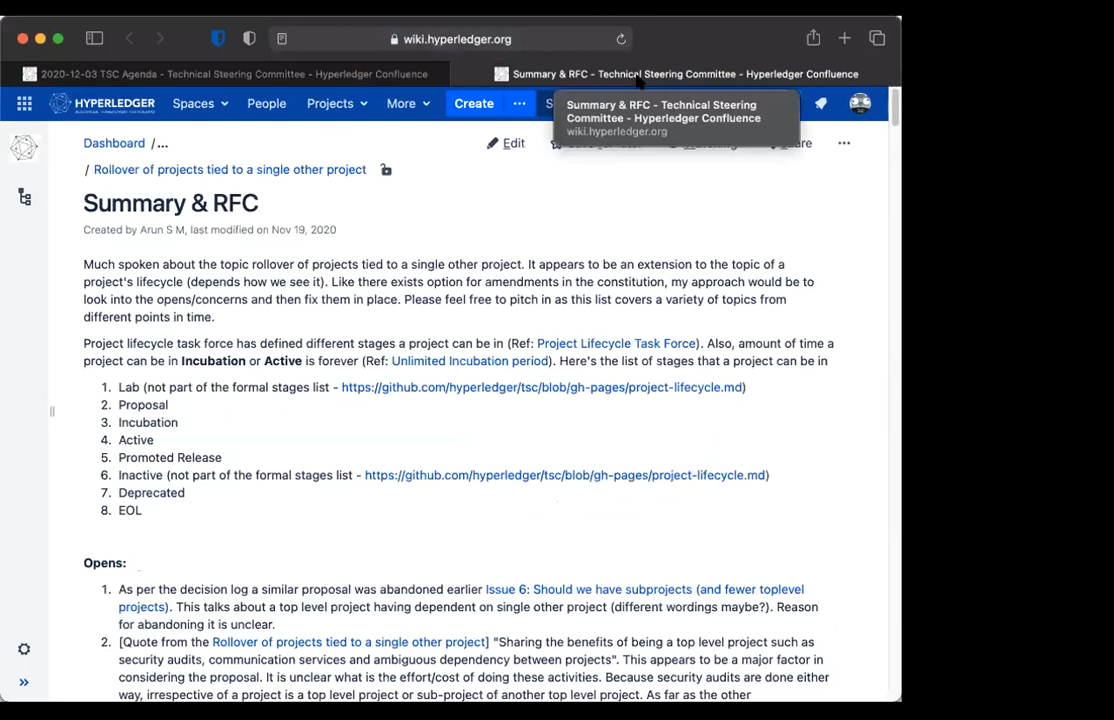 wiki.hyperledger.org
2020-12-03 TSC Agenda - Technical Steering Committee - Hyperledger Confluence
Summary & RFC - Technical Steering Committee - Hyperledger Confluence
HYPERLEDGER
Spaces
People
Projects
More
Create
Summary & RFC - Technical Steering
Committee - Hyperledger Confluence
wiki.hyperledger.org
Dashboard /...
Edit
/ Rollover of projects tied to a single other project
Summary & RFC
Created by Arun S M, last modified on Nov 19, 2020
Much spoken about the topic rollover of projects tied to a single other project. It appears to be an extension to the topic of a
project's lifecycle (depends how we see it). Like there exists option for amendments in the constitution, my approach would be to
look into the opens/concerns and then fix them in place. Please feel free to pitch in as this list covers a variety of topics from
different points in time.
Project lifecycle task force has defined different stages a project can be in (Ref: Project Lifecycle Task Force). Also, amount of time a
project can be in Incubation or Active is forever (Ref: Unlimited Incubation period). Here's the list of stages that a project can be in
1. Lab (not part of the formal stages list - https://github.com/hyperledger/tsc/blob/gh-pages/project-lifecycle.md)
2. Proposal
3. Incubation
4. Active
5. Promoted Release
6. Inactive (not part of the formal stages list - https://github.com/hyperledger/tsc/blob/gh-pages/project-lifecycle.md)
7. Deprecated
8. EOL
Opens:
1. As per the decision log a similar proposal was abandoned earlier Issue 6: Should we have subprojects (and fewer toplevel
projects). This talks about a top level project having dependent on single other project (different wordings maybe?). Reason
for abandoning it is unclear.
2. [Quote from the Rollover of projects tied to a single other project] "Sharing the benefits of being a top level project such as
security audits, communication services and ambiguous dependency between projects". This appears to be a major factor in
considering the proposal. It is unclear what is the effort/cost of doing these activities. Because security audits are done either
way, irrespective of a project is a top level project or sub-project of another top level project. As far as the other